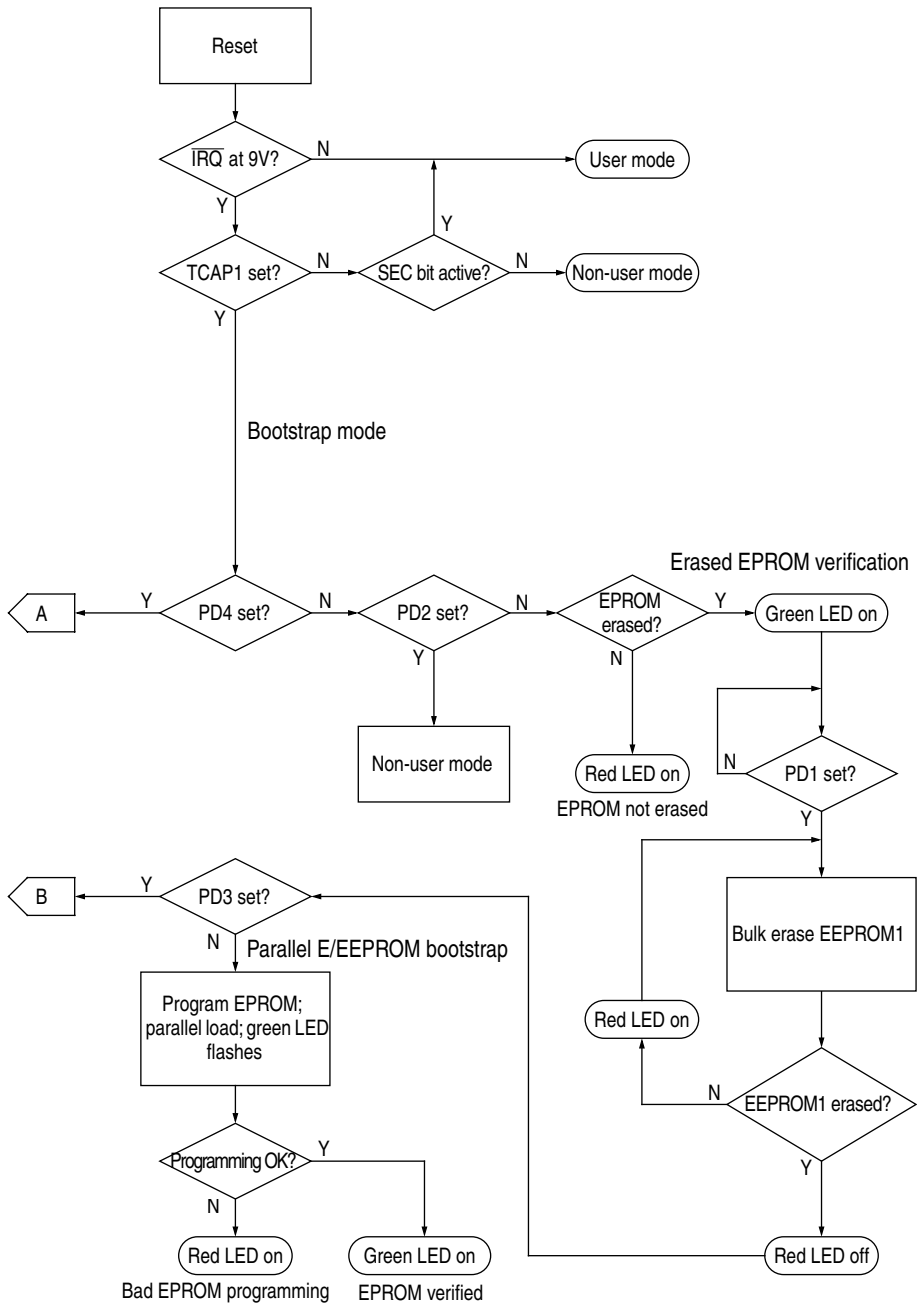 Reset
IRQ at 9V?
N
User mode
Y
Y
TCAP1 set?
N
SEC bit active?
N
Non-user mode
Y
Bootstrap mode
Erased EPROM verification
A
Y
PD4 set?
N
PD2 set?
N
EPROM
erased?
Y
Green LED on
Y
N
Non-user mode
Red LED on
EPROM not erased
N
PD1 set?
Y
B
Y
PD3 set?
N
Parallel E/EEPROM bootstrap
Bulk erase EEPROM1
Program EPROM;
parallel load; green LED
flashes
Red LED on
N
EEPROM1 erased?
Y
Programming OK?
Y
N
Red LED on
Bad EPROM programming
Green LED on
EPROM verified
Red LED off